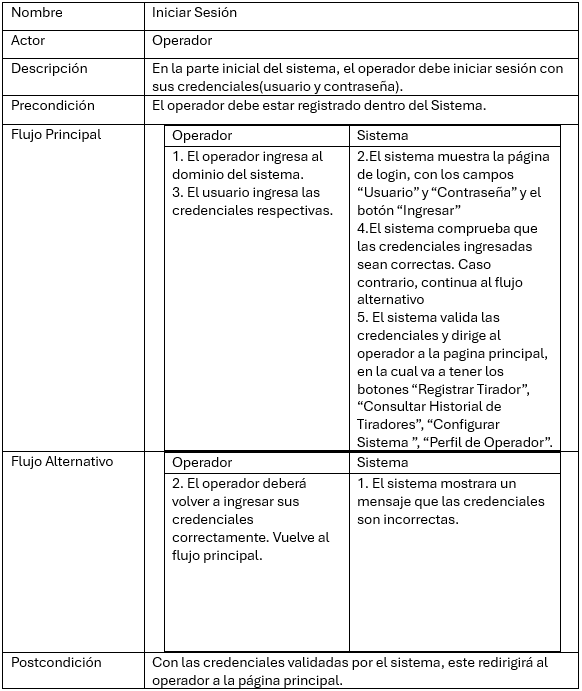 Nombre
Iniciar Sesión
Actor
Operador
Descripción
En la parte inicial del sistema, el operador debe iniciar sesión con
sus credenciales(usuario y contraseña).
Precondición
El operador debe estar registrado dentro del Sistema.
Flujo Principal
Operador
1. El operador ingresa al
dominio del sistema.
3. El usuario ingresa las
credenciales respectivas.
Sistema
2.El sistema muestra la página
de login, con los campos
“Usuario” y “Contraseña” y el
botón “Ingresar”
4.El sistema comprueba que
las credenciales ingresadas
sean correctas. Caso
contrario, continua al flujo
alternativo
5. El sistema valida las
credenciales y dirige al
operador a la pagina principal,
en la cual va a tener los
botones “Registrar Tirador”,
“Consultar Historial de
Tiradores”, “Configurar
Sistema ”, “Perfil de Operador”.
Flujo Alternativo
Operador
2. El operador deberá
volver a ingresar sus
credenciales
correctamente. Vuelve al
flujo principal.
Sistema
1. El sistema mostrara un
mensaje que las credenciales
son incorrectas.
Postcondición
Con las credenciales validadas por el sistema, este redirigirá al
operador a la página principal.